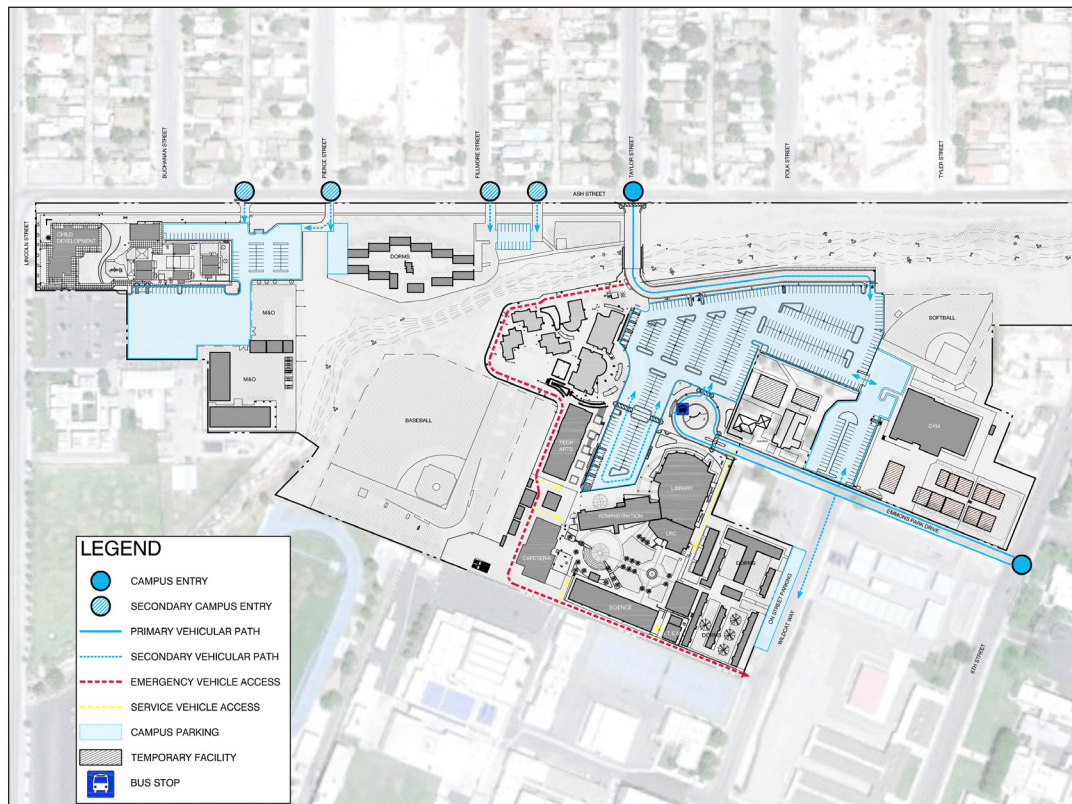 BUCHANAN STREET
PIERCE STREET
FILLMORE STREET
TAYLOR STREET
POLK STREET
TYLER STREET
ASH STREET
LINCOLN STREET
CHILD
DEVELOPMENT
DORMS
M&O
M&O
SOFTBALL
BASEBALL
TECH
ARTS
GYM
LIBRARY
ADMINISTRATION
LRC
EMMONS PARK DRIVE
CAFETERIA
DORMS
ON STREET PARKING
SCIENCE
DORMS
WILDCAT WAY
6TH STREET
LEGEND
CAMPUS ENTRY
SECONDARY CAMPUS ENTRY
PRIMARY VEHICULAR PATH
SECONDARY VEHICULAR PATH
EMERGENCY VEHICLE ACCESS
SERVICE VEHICLE ACCESS
CAMPUS PARKING
TEMPORARY FACILITY
BUS STOP